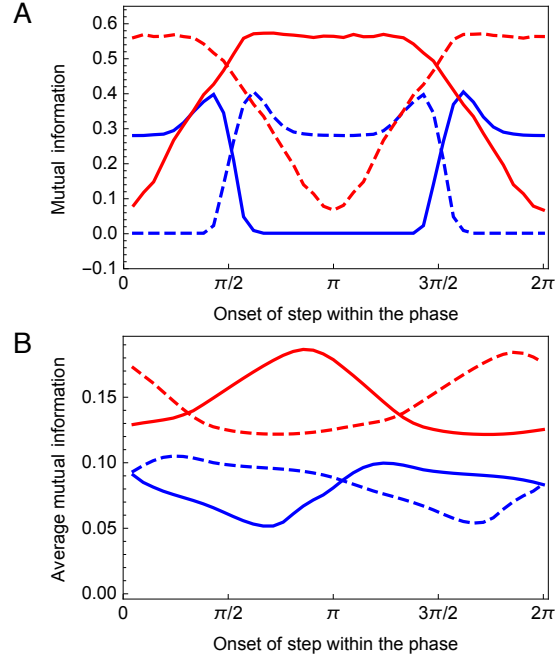 A
Mutual information
0.6
0.5
0.4
0.3
0.2
0.1
0.0
−0.1
0 π/2 π 3π/2 2π
Onset of step within the phase
B
Average mutual information
0.15
0.10
0.05
0.00
0 π/2 π 3π/2 2π
Onset of step within the phase